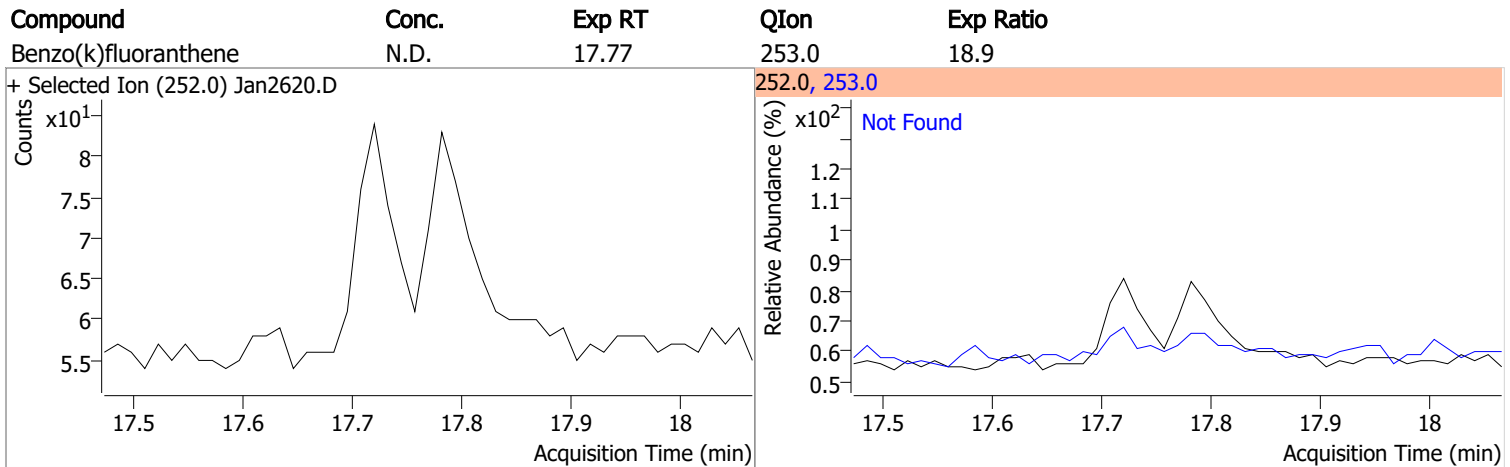 Compound Conc. Exp RT QIon Exp Ratio
Benzo(k)fluoranthene N.D. 17.77 253.0 18.9
+ Selected Ion (252.0) Jan2620.D
Counts
x10¹
8
7.5
7
6.5
6
5.5
17.5 17.6 17.7 17.8 17.9 18
Acquisition Time (min)
252.0, 253.0
Relative Abundance (%)
x10²
Not Found
1.2
1.1
1
0.9
0.8
0.7
0.6
0.5
17.5 17.6 17.7 17.8 17.9 18
Acquisition Time (min)